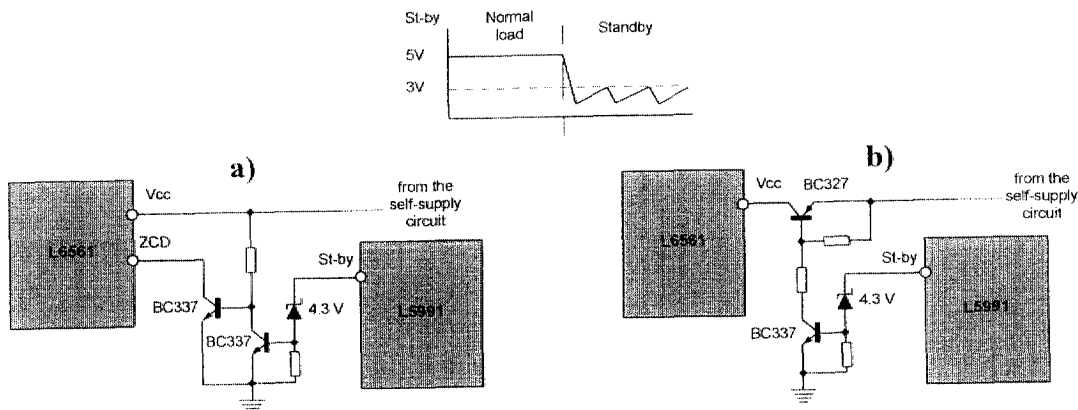 St-by
Normal
load
Standby
5V
3V
a)
Vcc
ZCD
L6561
BC337
BC337
4.3 V
St-by
L5991
from the
self-supply
circuit
b)
Vcc
BC327
L6561
BC337
4.3 V
St-by
L5991
from the
self-supply
circuit